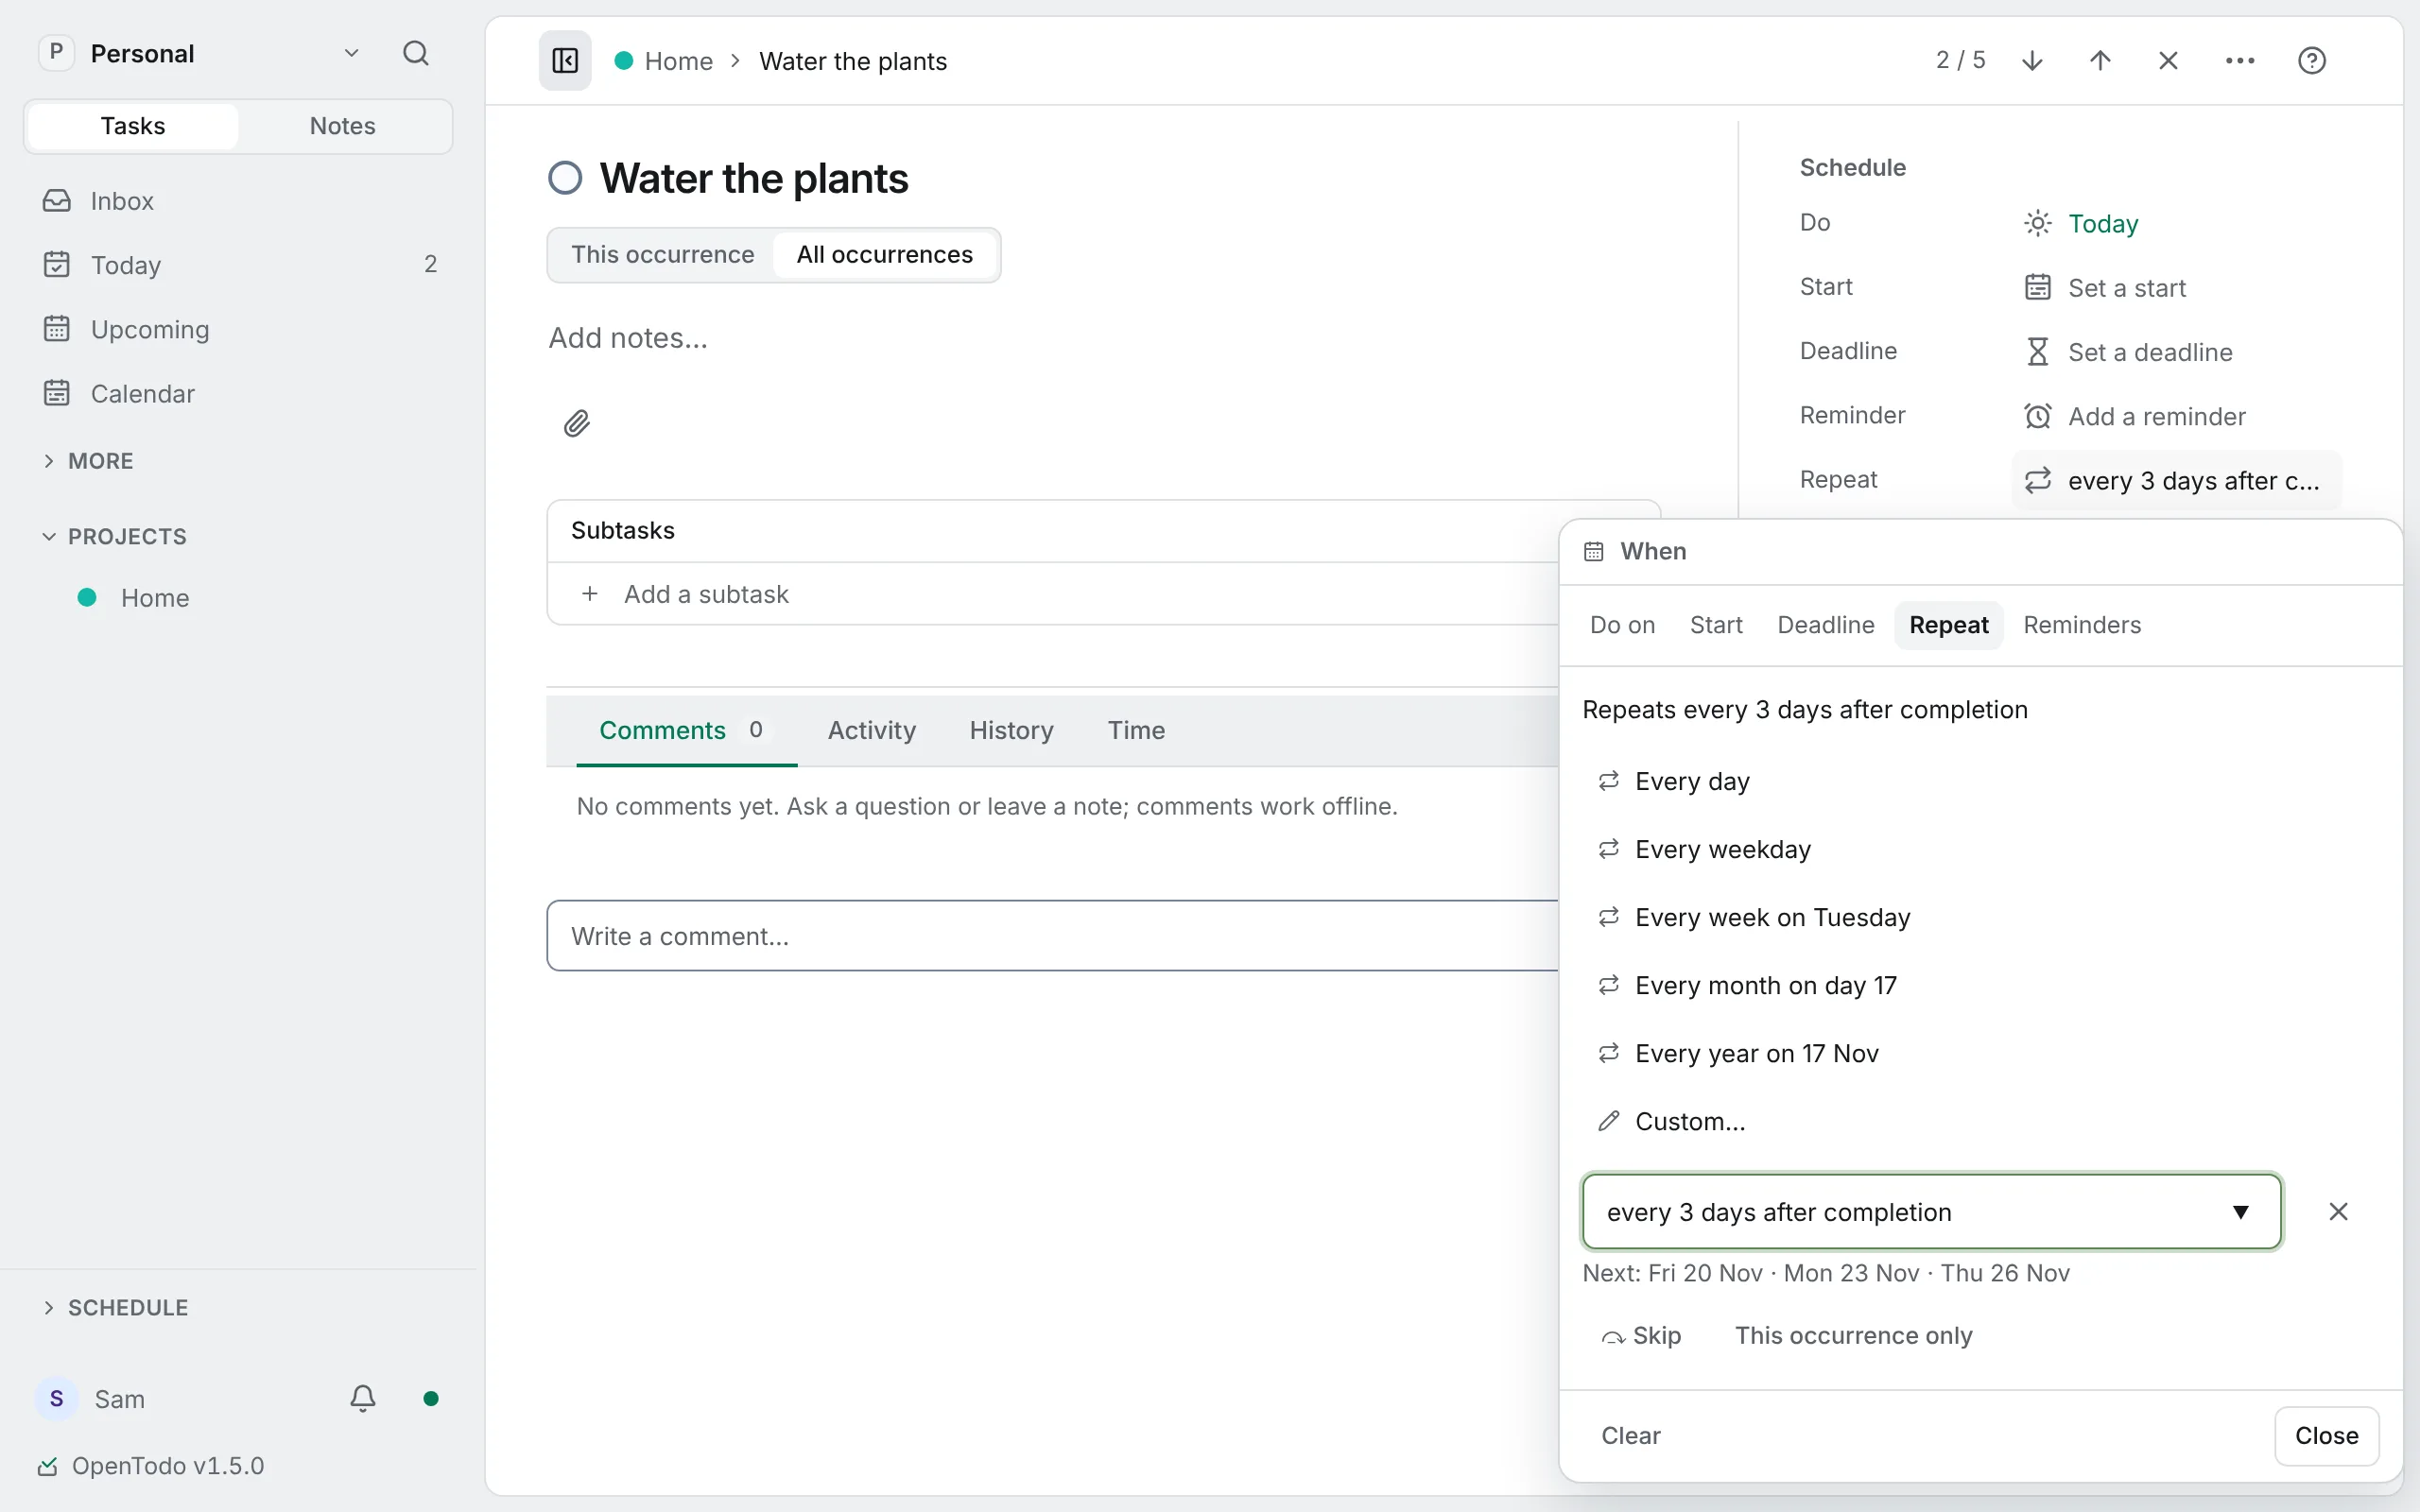 P Personal
Tasks Notes
Inbox
Today 2
Upcoming
Calendar
MORE
PROJECTS
Home
SCHEDULE
S Sam
OpenTodo v1.5.0
Home > Water the plants
2 / 5
Water the plants
This occurrence All occurrences
Add notes...
Subtasks
+ Add a subtask
Comments 0 Activity History Time
No comments yet. Ask a question or leave a note; comments work offline.
Write a comment...
Schedule
Do Today
Start Set a start
Deadline Set a deadline
Reminder Add a reminder
Repeat every 3 days after c...
When
Do on Start Deadline Repeat Reminders
Repeats every 3 days after completion
Every day
Every weekday
Every week on Tuesday
Every month on day 17
Every year on 17 Nov
Custom...
every 3 days after completion
Next: Fri 20 Nov · Mon 23 Nov · Thu 26 Nov
Skip This occurrence only
Clear Close